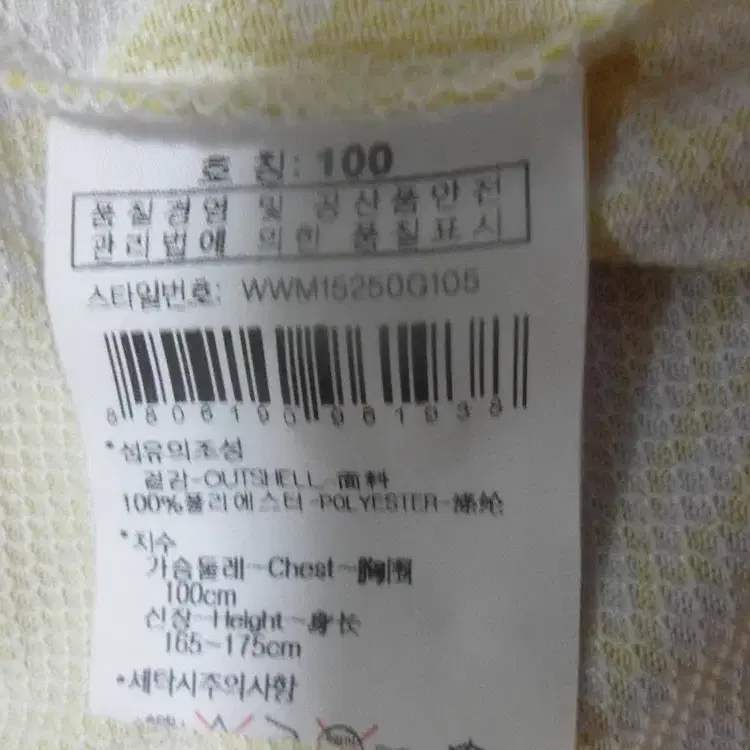 호 칭: 100
품질경영 및 공산품안전
관리법에 의한 품질표시
스타일번호: WWM15250Q105
8806190961938
*섬유의조성
겉감-OUTSHELL-面料
100%폴리에스터-POLYESTER-涤纶
*치수
가슴둘레-Chest-胸围
100cm
신장-Height-身长
165~175cm
*세탁시주의사항